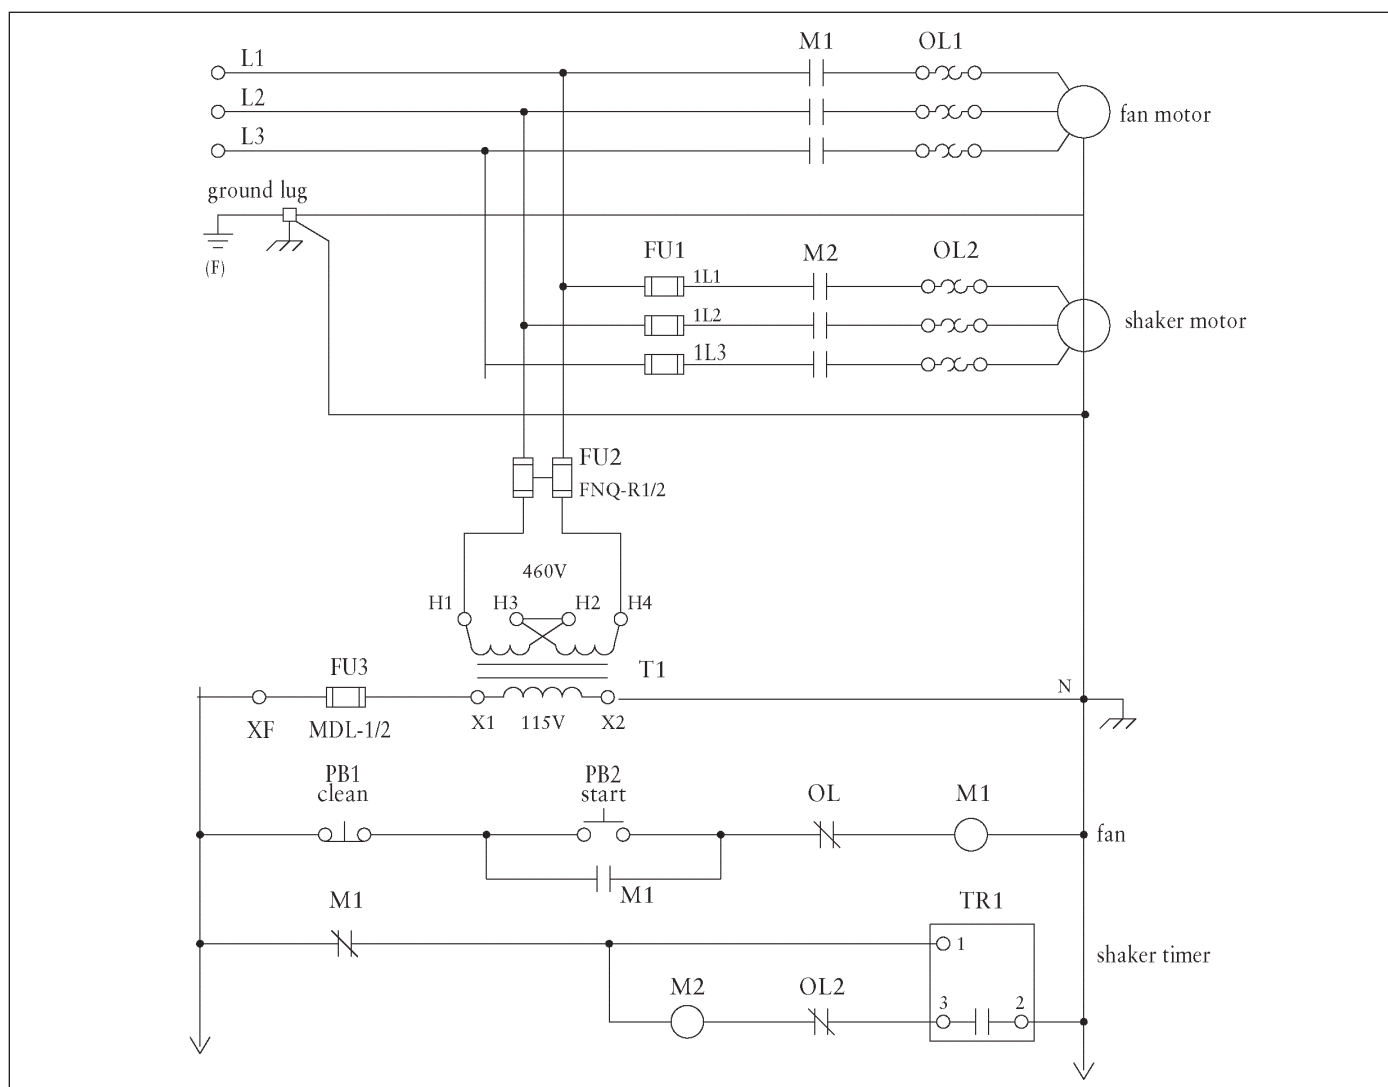 M1 OL1
L1
L2
fan motor
L3
ground lug
(F)
FU1 M2 OL2
1L1
1L2
shaker motor
1L3
FU2
FNQ-R1/2
460V
H1 H3 H2 H4
FU3
T1
N
XF MDL-1/2 X1 115V X2
PB1
clean
PB2
start
OL M1
fan
M1
M1 TR1
1
shaker timer
M2 OL2
3 2